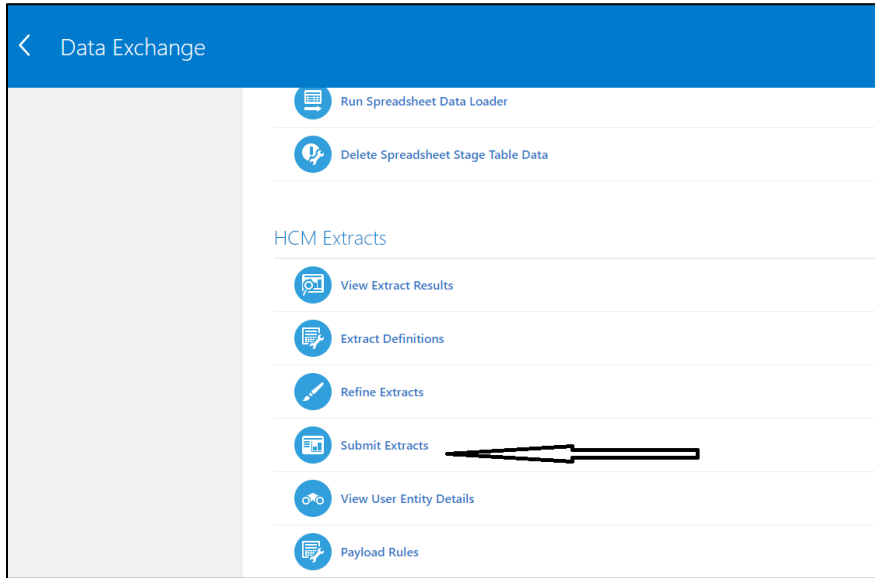 Data Exchange
Run Spreadsheet Data Loader
Delete Spreadsheet Stage Table Data
HCM Extracts
View Extract Results
Extract Definitions
Refine Extracts
Submit Extracts
View User Entity Details
Payload Rules